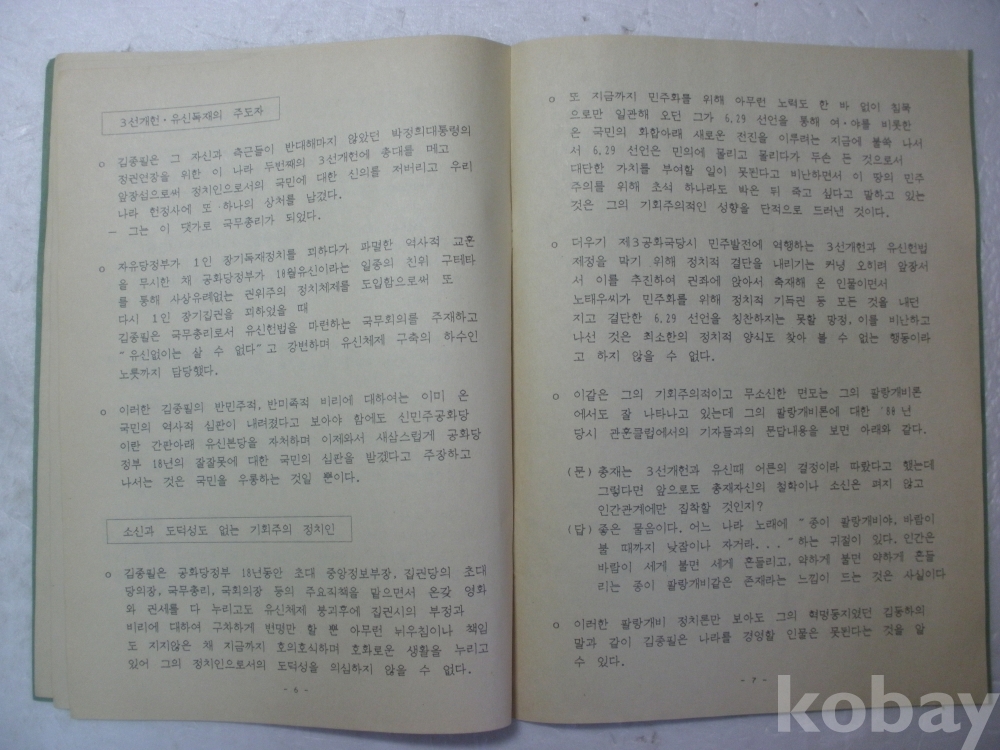 3선개헌·유신독재의 주도자
o 김종필은 그 자신과 측근들이 반대해마지 않았던 박정희대통령의
정권연장을 위한 이 나라 두번째의 3선개헌에 총대를 메고
앞장섬으로써 정치인으로서의 국민에 대한 신의를 저버리고 우리
나라 헌정사에 또 하나의 상처를 남겼다.
- 그는 이 댓가로 국무총리가 되었다.
o 자유당정부가 1인 장기독재정치를 꾀하다가 파멸한 역사적 교훈
을 무시한 채 공화당정부가 10월유신이라는 일종의 친위 구테타
를 통해 사상유례없는 권위주의 정치체제를 도입함으로써 또
다시 1인 장기집권을 꾀하였을 때
김종필은 국무총리로서 유신헌법을 마련하는 국무회의를 주재하고
"유신없이는 살 수 없다"고 강변하며 유신체제 구축의 하수인
노릇까지 담당했다.
o 이러한 김종필의 반민주적, 반미족적 비리에 대하여는 이미 온
국민의 역사적 심판이 내려졌다고 보아야 함에도 신민주공화당
이란 간판아래 유신본당을 자처하며 이제와서 새삼스럽게 공화당
정부 18년의 잘잘못에 대한 국민의 심판을 받겠다고 주장하고
나서는 것은 국민을 우롱하는 것일 뿐이다.
소신과 도덕성도 없는 기회주의 정치인
o 김종필은 공화당정부 18년동안 초대 중앙정보부장, 집권당의 초대
당의장, 국무총리, 국회의장 등의 주요직책을 맡으면서 온갖 영화
와 권세를 다 누리고도 유신체제 붕괴후에 집권시의 부정과
비리에 대하여 구차하게 변명만 할 뿐 아무런 뉘우침이나 책임
도 지지않은 채 지금까지 호의호식하며 호화로운 생활을 누리고
있어 그의 정치인으로서의 도덕성을 의심하지 않을 수 없다.
- 6 -
o 또 지금까지 민주화를 위해 아무런 노력도 한 바 없이 침묵
으로만 일관해 오던 그가 6.29 선언을 통해 여·야를 비롯한
온 국민의 화합아래 새로운 전진을 이루려는 지금에 불쑥 나서
서 6.29 선언은 민의에 몰리고 몰리다가 두손 든 것으로서
대단한 가치를 부여할 일이 못된다고 비난하면서 이 땅의 민주
주의를 위해 초석 하나라도 박은 뒤 죽고 싶다고 말하고 있는
것은 그의 기회주의적인 성향을 단적으로 드러낸 것이다.
o 더우기 제3공화국당시 민주발전에 역행하는 3선개헌과 유신헌법
제정을 막기 위해 정치적 결단을 내리기는 커녕 오히려 앞장서
서 이를 추진하여 권좌에 앉아서 축재해 온 인물이면서
노태우씨가 민주화를 위해 정치적 기득권 등 모든 것을 내던
지고 결단한 6.29 선언을 칭찬하지는 못할 망정, 이를 비난하고
나선 것은 최소한의 정치적 양식도 찾아 볼 수 없는 행동이라
고 하지 않을 수 없다.
o 이같은 그의 기회주의적이고 무소신한 면모는 그의 팔랑개비론
에서도 잘 나타나고 있는데 그의 팔랑개비론에 대한 '80년
당시 관훈클럽에서의 기자들과의 문답내용을 보면 아래와 같다.
(문) 총재는 3선개헌과 유신때 어른의 결정이라 따랐다고 했는데
그렇다면 앞으로도 총재자신의 철학이나 소신은 펴지 않고
인간관계에만 집착할 것인지?
(답) 좋은 물음이다. 어느 나라 노래에 "종이 팔랑개비야, 바람이
불 때까지 낮잠이나 자거라..."하는 귀절이 있다. 인간은
바람이 세게 불면 세게 흔들리고, 약하게 불면 약하게 흔들
리는 종이 팔랑개비같은 존재라는 느낌이 드는 것은 사실이다
o 이러한 팔랑개비 정치론만 보아도 그의 혁명동지였던 김동하의
말과 같이 김종필은 나라를 경영할 인물은 못된다는 것을 알
수 있다.
- 7 -
kobay